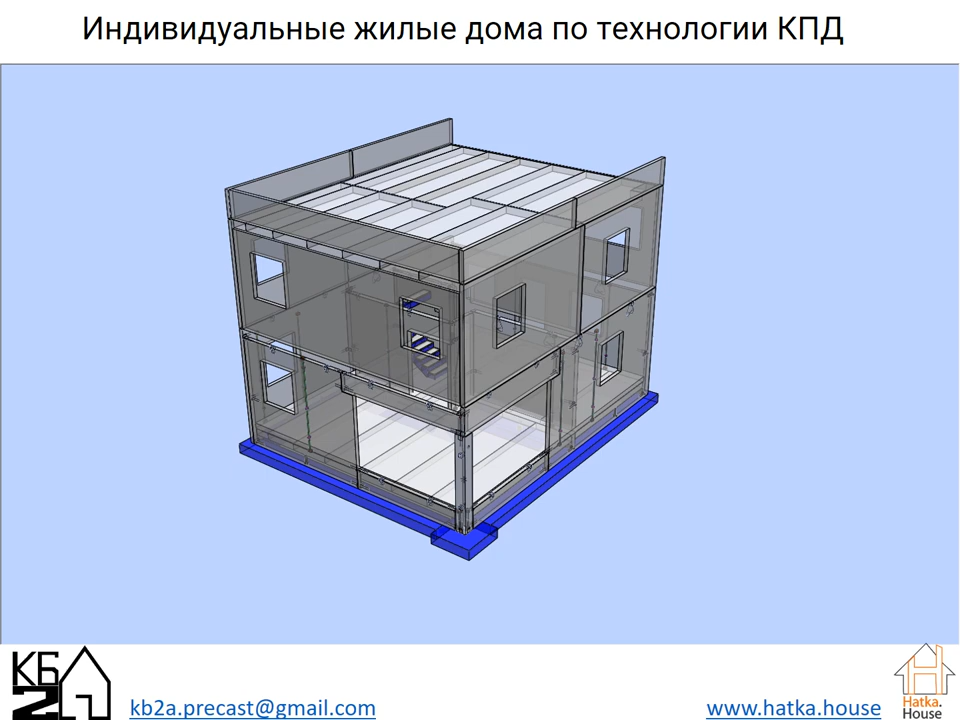 Индивидуальные жилые дома по технологии КПД
КБ
2А
kb2a.precast@gmail.com
www.hatka.house
Hatka.
House